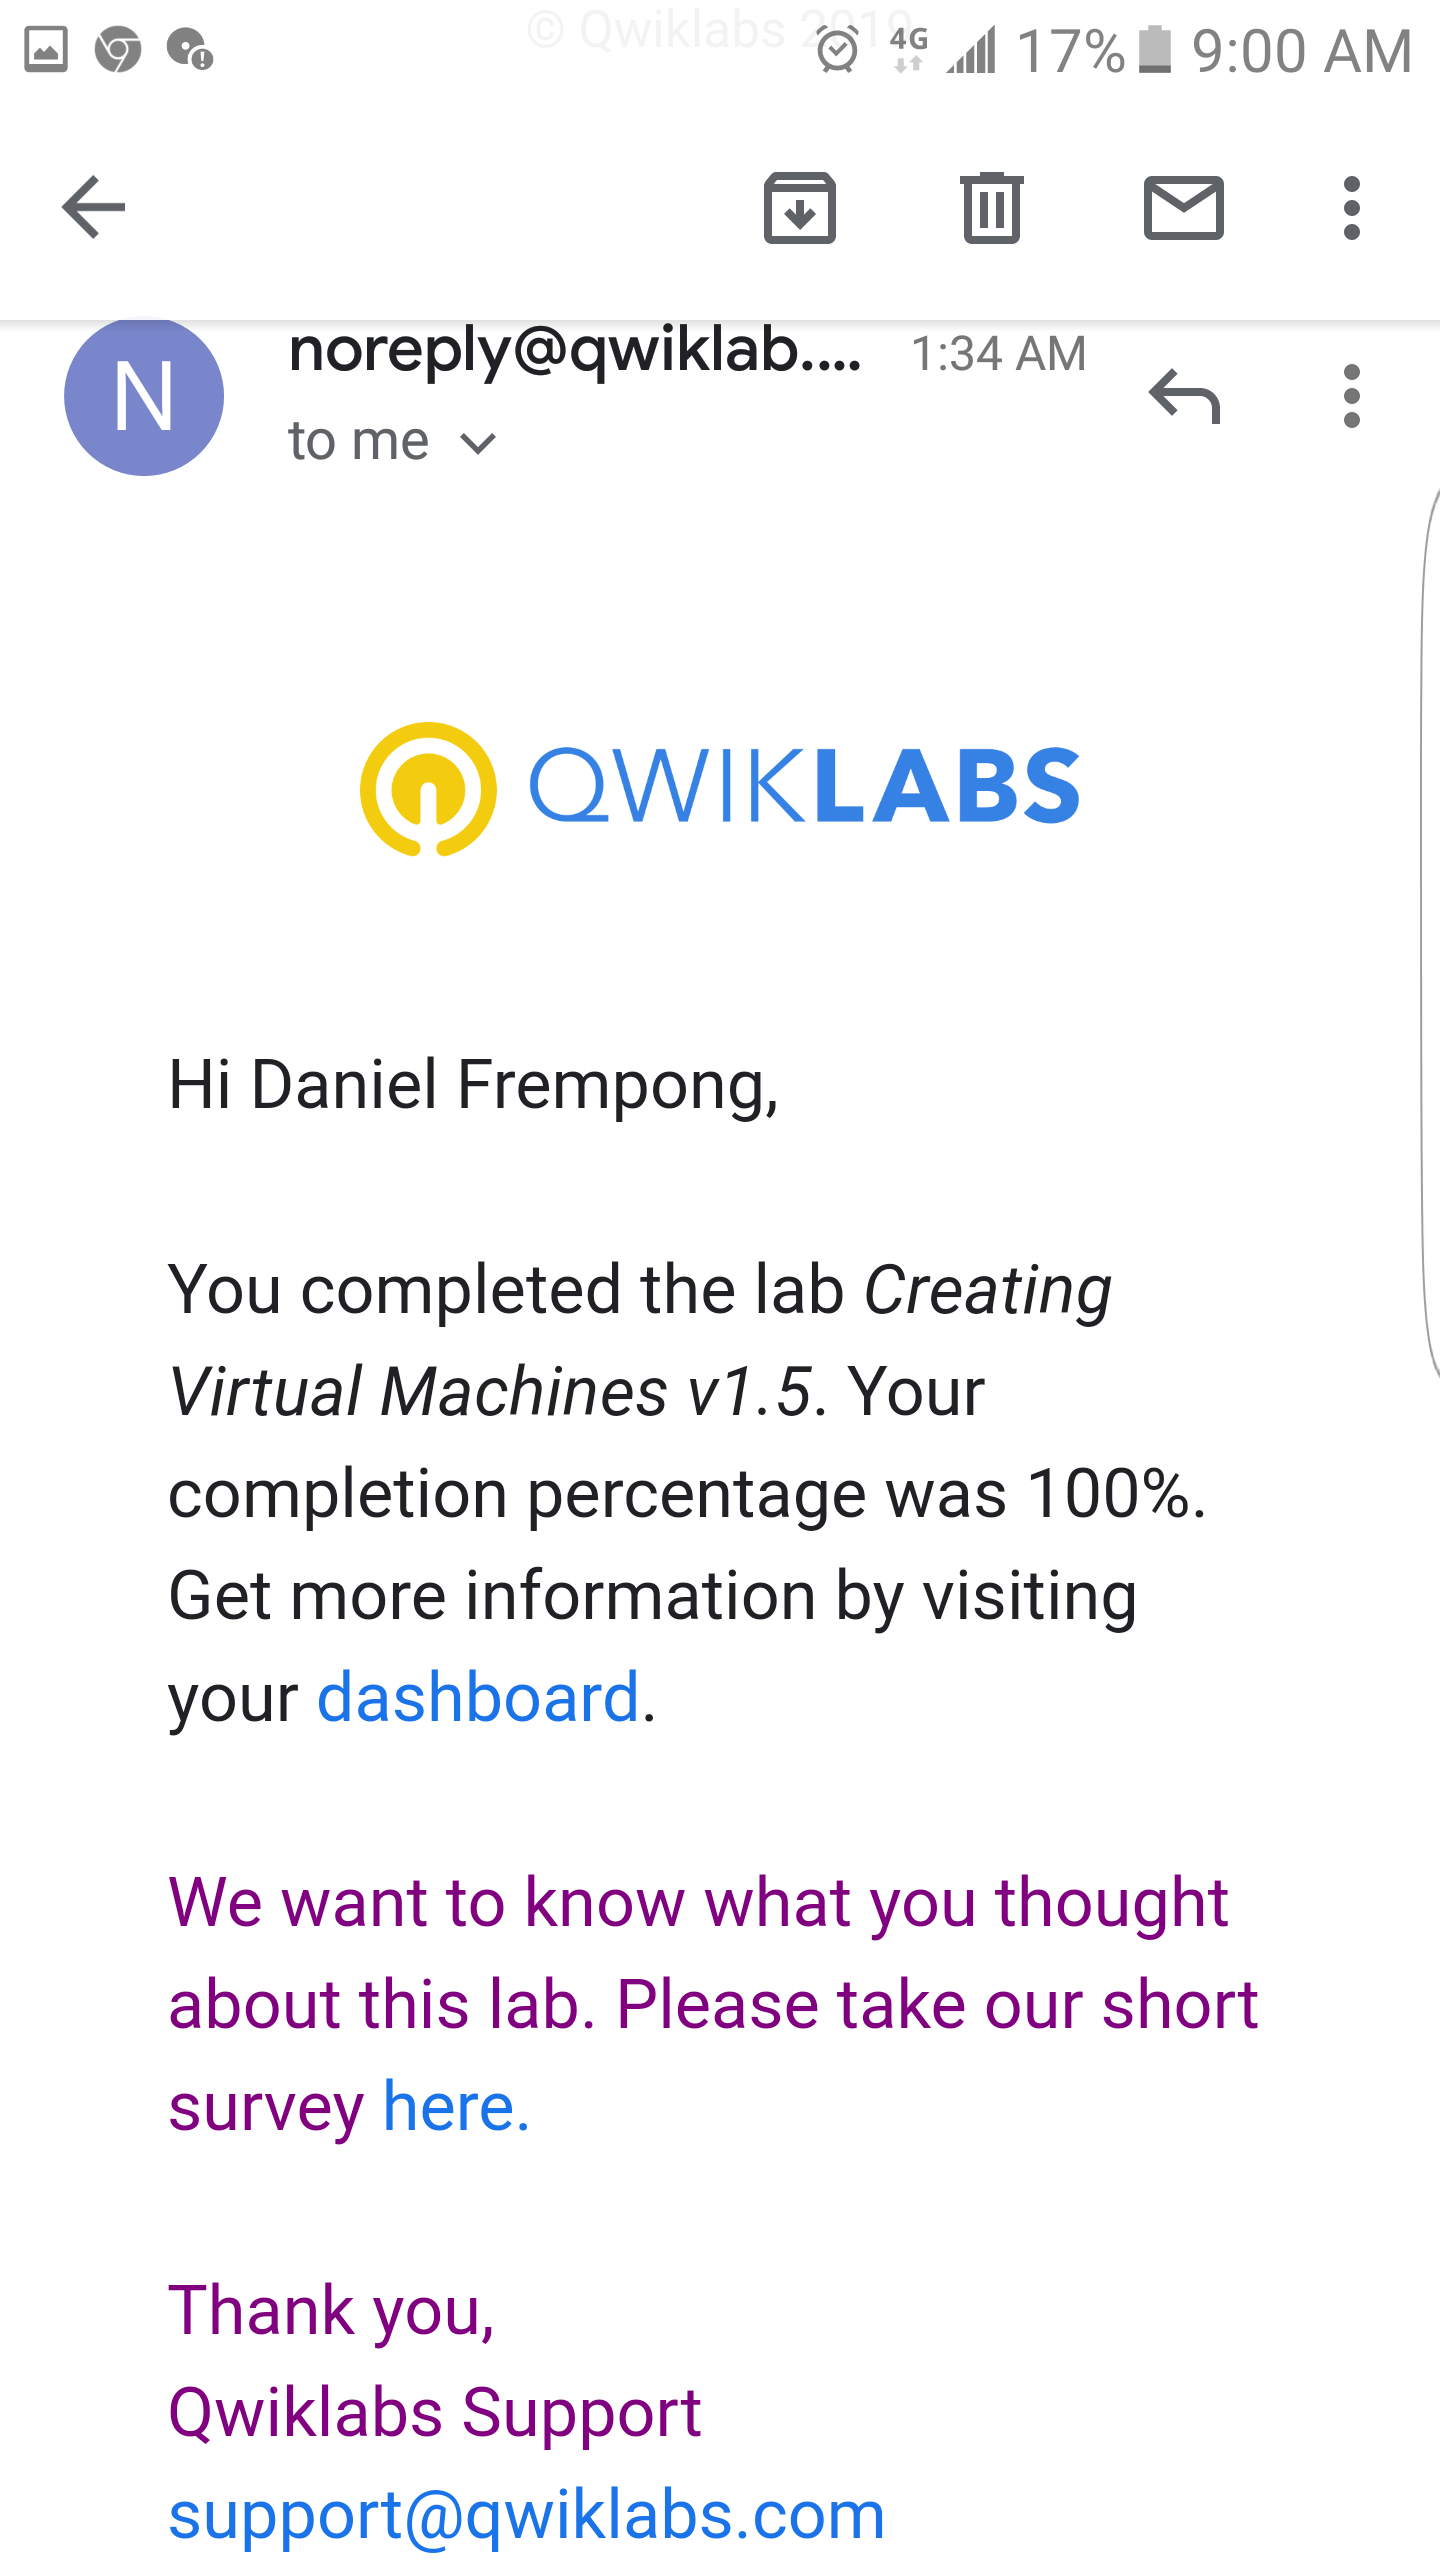 © Qwiklabs 2019
4G 17% 9:00 AM
N
noreply@qwiklab.... 1:34 AM
to me
QWIKLABS
Hi Daniel Frempong,
You completed the lab Creating
Virtual Machines v1.5. Your
completion percentage was 100%.
Get more information by visiting
your dashboard.
We want to know what you thought
about this lab. Please take our short
survey here.
Thank you,
Qwiklabs Support
support@qwiklabs.com